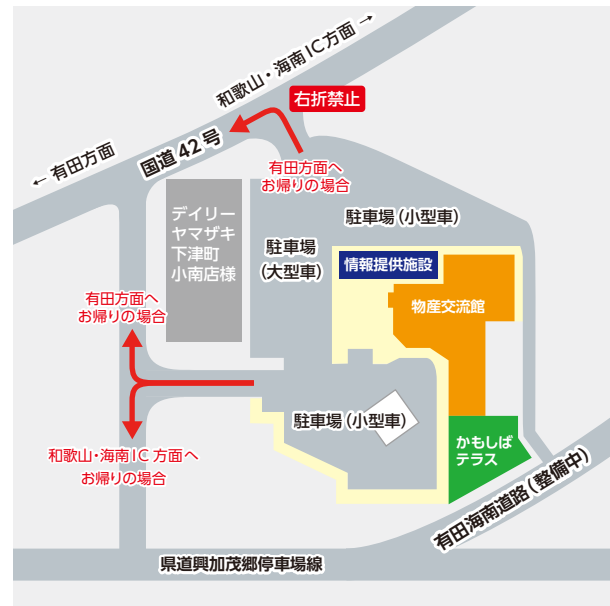 和歌山・海南IC方面→
右折禁止
国道42号
←有田方面
有田方面へ
お帰りの場合
デイリー
ヤマザキ
下津町
小南店様
駐車場(小型車)
駐車場
(大型車)
情報提供施設
物産交流館
有田方面へ
お帰りの場合
駐車場(小型車)
かもしば
テラス
和歌山・海南IC方面へ
お帰りの場合
有田海南道路(整備中)
県道興加茂郷停車場線